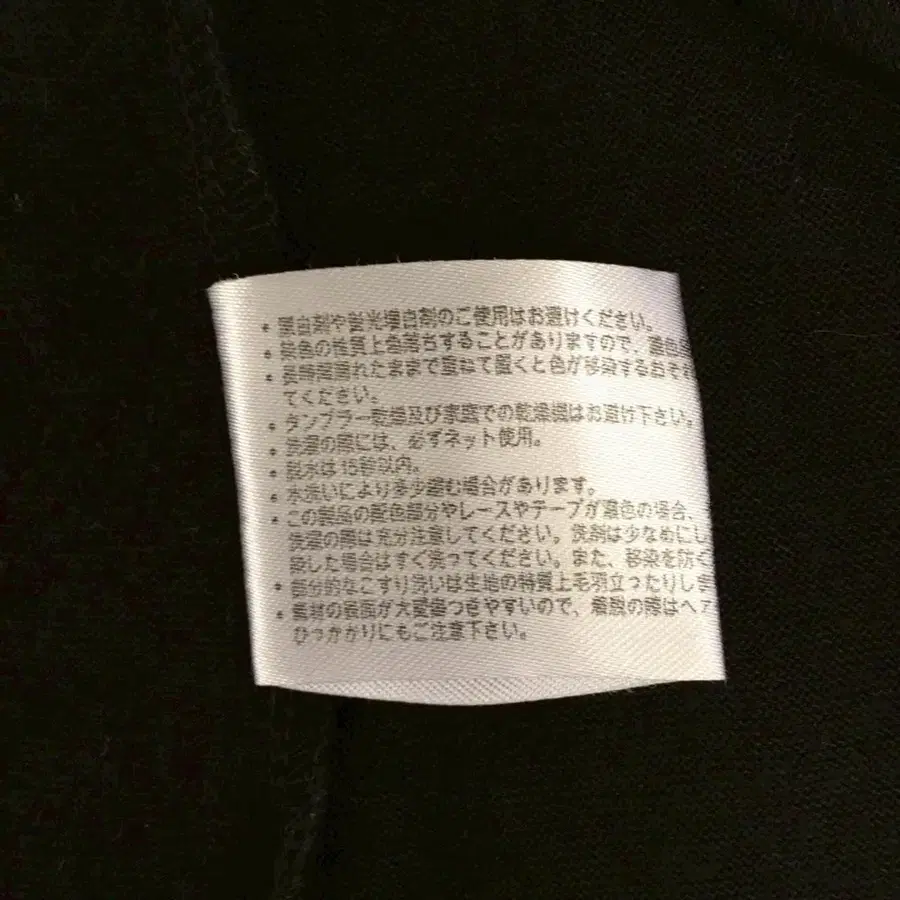 • 漂白剤や蛍光増白剤のご使用はお避けください。
• 染色の性質上色落ちすることがありますので、濃色
• 長時間濡れたままで重ねて置くと色が移染するおそれ
てください。
• タンブラー乾燥及び家庭での乾燥機はお避け下さい。
• 洗濯の際には、必ずネット使用。
• 脱水は15秒以内。
• 水洗いにより多少縮む場合があります。
• この製品の配色部分やレースやテープが濃色の場合、
洗濯の際は充分注意してください。洗剤は少なめにし
した場合はすぐ洗ってください。また、移染を防ぐ
• 部分的なこすり洗いは生地の特質上毛羽立ったりしま
• 素材の表面が大変傷つきやすいので、着脱の際はヘア
ひっかかりにもご注意下さい。